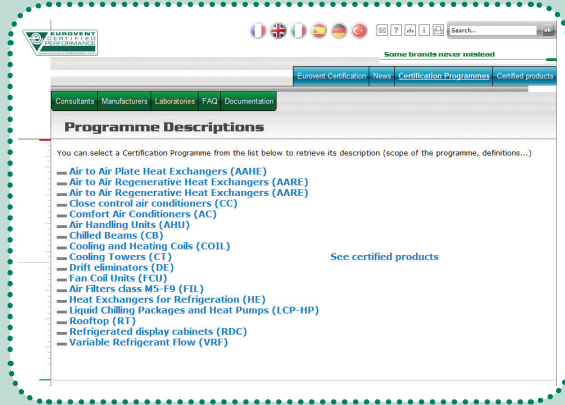 EUROVENT
CERTIFIED
PERFORMANCE
Search...
Some brands never mislead
Eurovent Certification News Certification Programmes Certified products
Consultants Manufacturers Laboratories FAQ Documentation
Programme Descriptions
You can select a Certification Programme from the list below to retrieve its description (scope of the programme, definitions...)
Air to Air Plate Heat Exchangers (AAHE)
Air to Air Regenerative Heat Exchangers (AARE)
Air to Air Regenerative Heat Exchangers (AARE)
Close control air conditioners (CC)
Comfort Air Conditioners (AC)
Air Handling Units (AHU)
Chilled Beams (CB)
Cooling and Heating Coils (COIL)
Cooling Towers (CT)
See certified products
Drift eliminators (DE)
Fan Coil Units (FCU)
Air Filters class M5-F9 (FIL)
Heat Exchangers for Refrigeration (HE)
Liquid Chilling Packages and Heat Pumps (LCP-HP)
Rooftop (RT)
Refrigerated display cabinets (RDC)
Variable Refrigerant Flow (VRF)